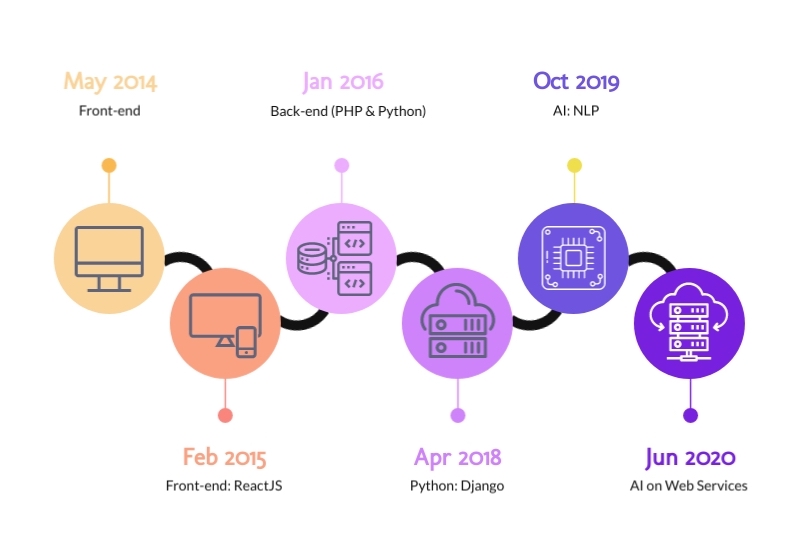 May 2014
Front-end
Jan 2016
Back-end (PHP & Python)
Oct 2019
AI: NLP
</>
</>
Feb 2015
Front-end: ReactJS
Apr 2018
Python: Django
Jun 2020
AI on Web Services